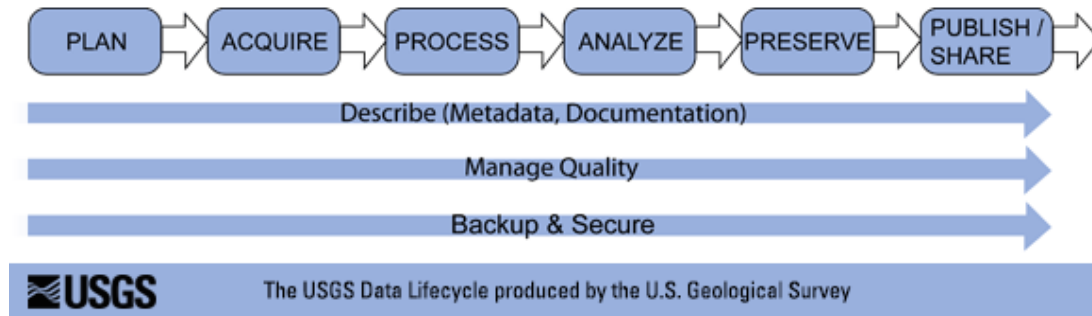 PLAN
ACQUIRE
PROCESS
ANALYZE
PRESERVE
PUBLISH /
SHARE
Describe (Metadata, Documentation)
Manage Quality
Backup & Secure
USGS
The USGS Data Lifecycle produced by the U.S. Geological Survey